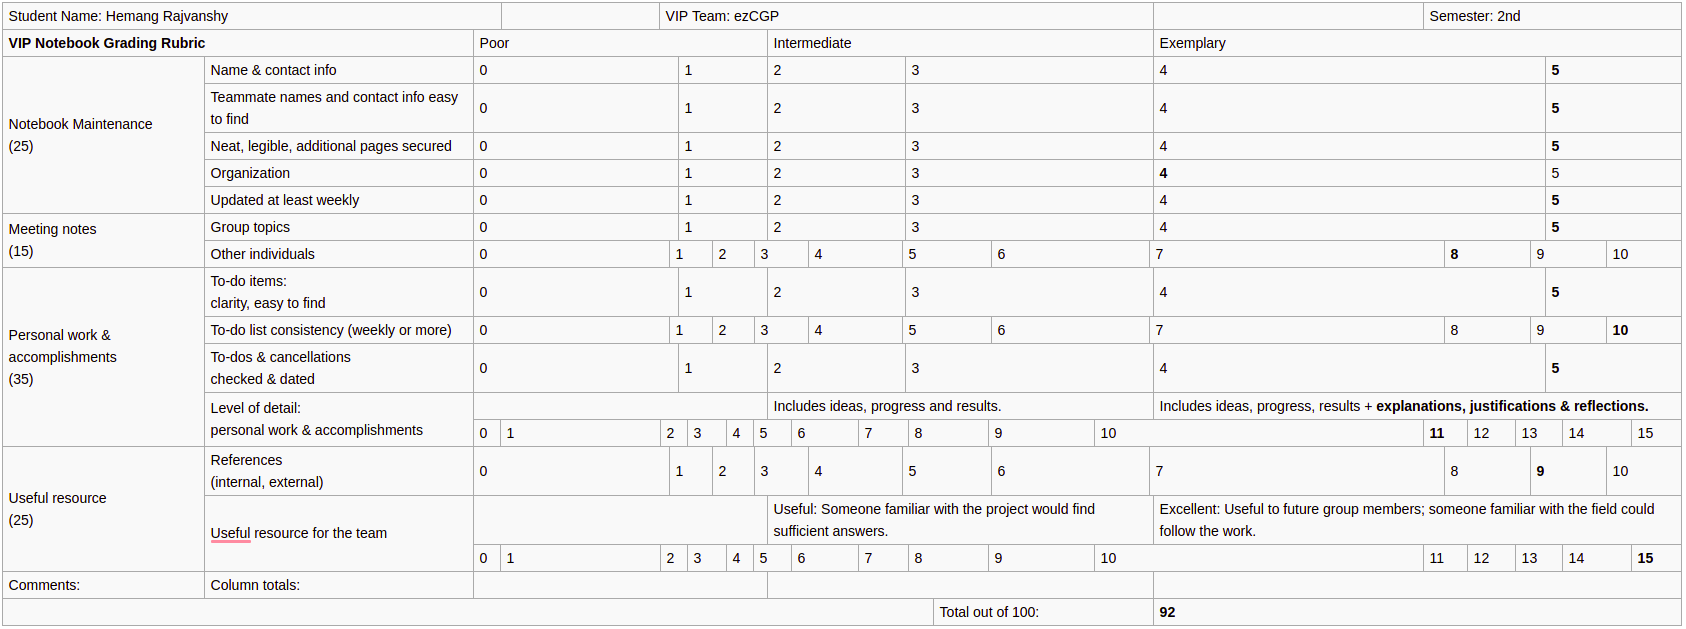 Student Name: Hemang Rajvanshy VIP Team: ezCGP Semester: 2nd
VIP Notebook Grading Rubric Poor Intermediate Exemplary
Notebook Maintenance
(25)
Name & contact info 0 1 2 3 4 5
Teammate names and contact info easy
to find 0 1 2 3 4 5
Neat, legible, additional pages secured 0 1 2 3 4 5
Organization 0 1 2 3 4 5
Updated at least weekly 0 1 2 3 4 5
Meeting notes
(15)
Group topics 0 1 2 3 4 5
Other individuals 0 1 2 3 4 5 6 7 8 9 10
Personal work &
accomplishments
(35)
To-do items:
clarity, easy to find 0 1 2 3 4 5
To-do list consistency (weekly or more) 0 1 2 3 4 5 6 7 8 9 10
To-dos & cancellations
checked & dated 0 1 2 3 4 5
Level of detail:
personal work & accomplishments
Includes ideas, progress and results. Includes ideas, progress, results + explanations, justifications & reflections.
0 1 2 3 4 5 6 7 8 9 10 11 12 13 14 15
Useful resource
(25)
References
(internal, external) 0 1 2 3 4 5 6 7 8 9 10
Useful resource for the team
Useful: Someone familiar with the project would find
sufficient answers.
Excellent: Useful to future group members; someone familiar with the field could
follow the work.
0 1 2 3 4 5 6 7 8 9 10 11 12 13 14 15
Comments: Column totals:
Total out of 100: 92